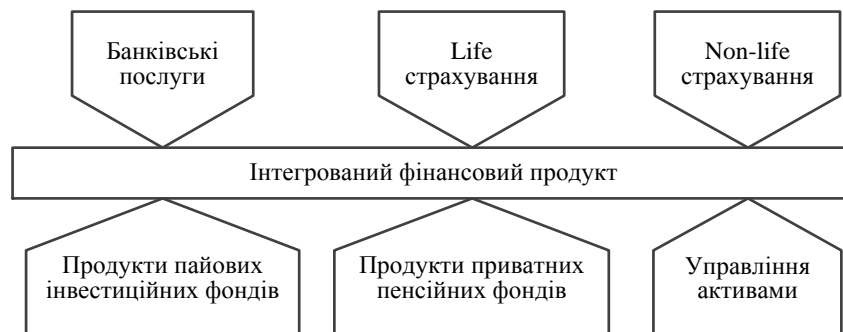 Банківські
послуги
Life
страхування
Non-life
страхування
Інтегрований фінансовий продукт
Продукти пайових
інвестиційних фондів
Продукти приватних
пенсійних фондів
Управління
активами